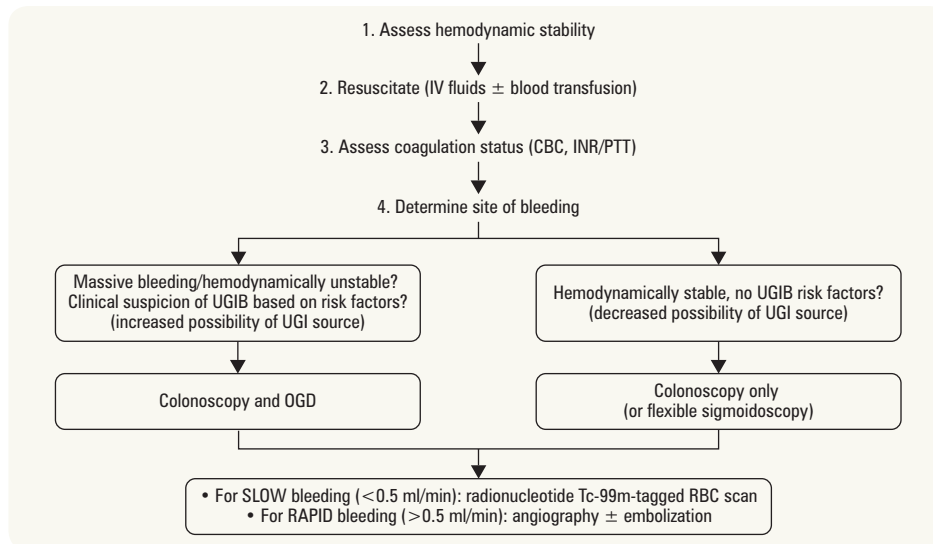 1. Assess hemodynamic stability
2. Resuscitate (IV fluids ± blood transfusion)
3. Assess coagulation status (CBC, INR/PTT)
4. Determine site of bleeding
Massive bleeding/hemodynamically unstable?
Clinical suspicion of UGIB based on risk factors?
(increased possibility of UGI source)
Hemodynamically stable, no UGIB risk factors?
(decreased possibility of UGI source)
Colonoscopy and OGD
Colonoscopy only
(or flexible sigmoidoscopy)
• For SLOW bleeding (<0.5 ml/min): radionucleotide Tc-99m-tagged RBC scan
• For RAPID bleeding (>0.5 ml/min): angiography ± embolization